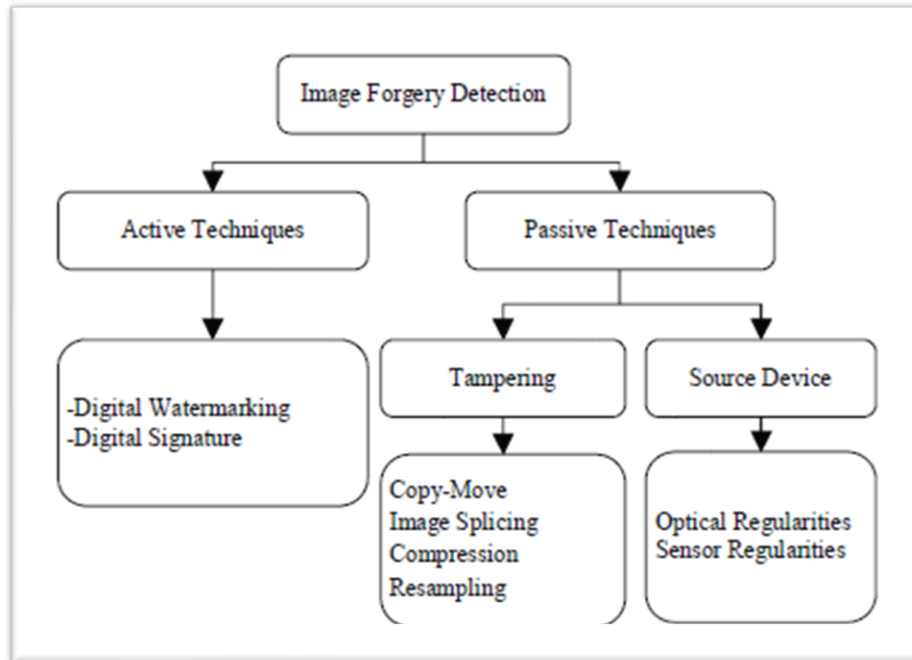 Image Forgery Detection
Active Techniques
Passive Techniques
-Digital Watermarking
-Digital Signature
Tampering
Source Device
Copy-Move
Image Splicing
Compression
Resampling
Optical Regularities
Sensor Regularities